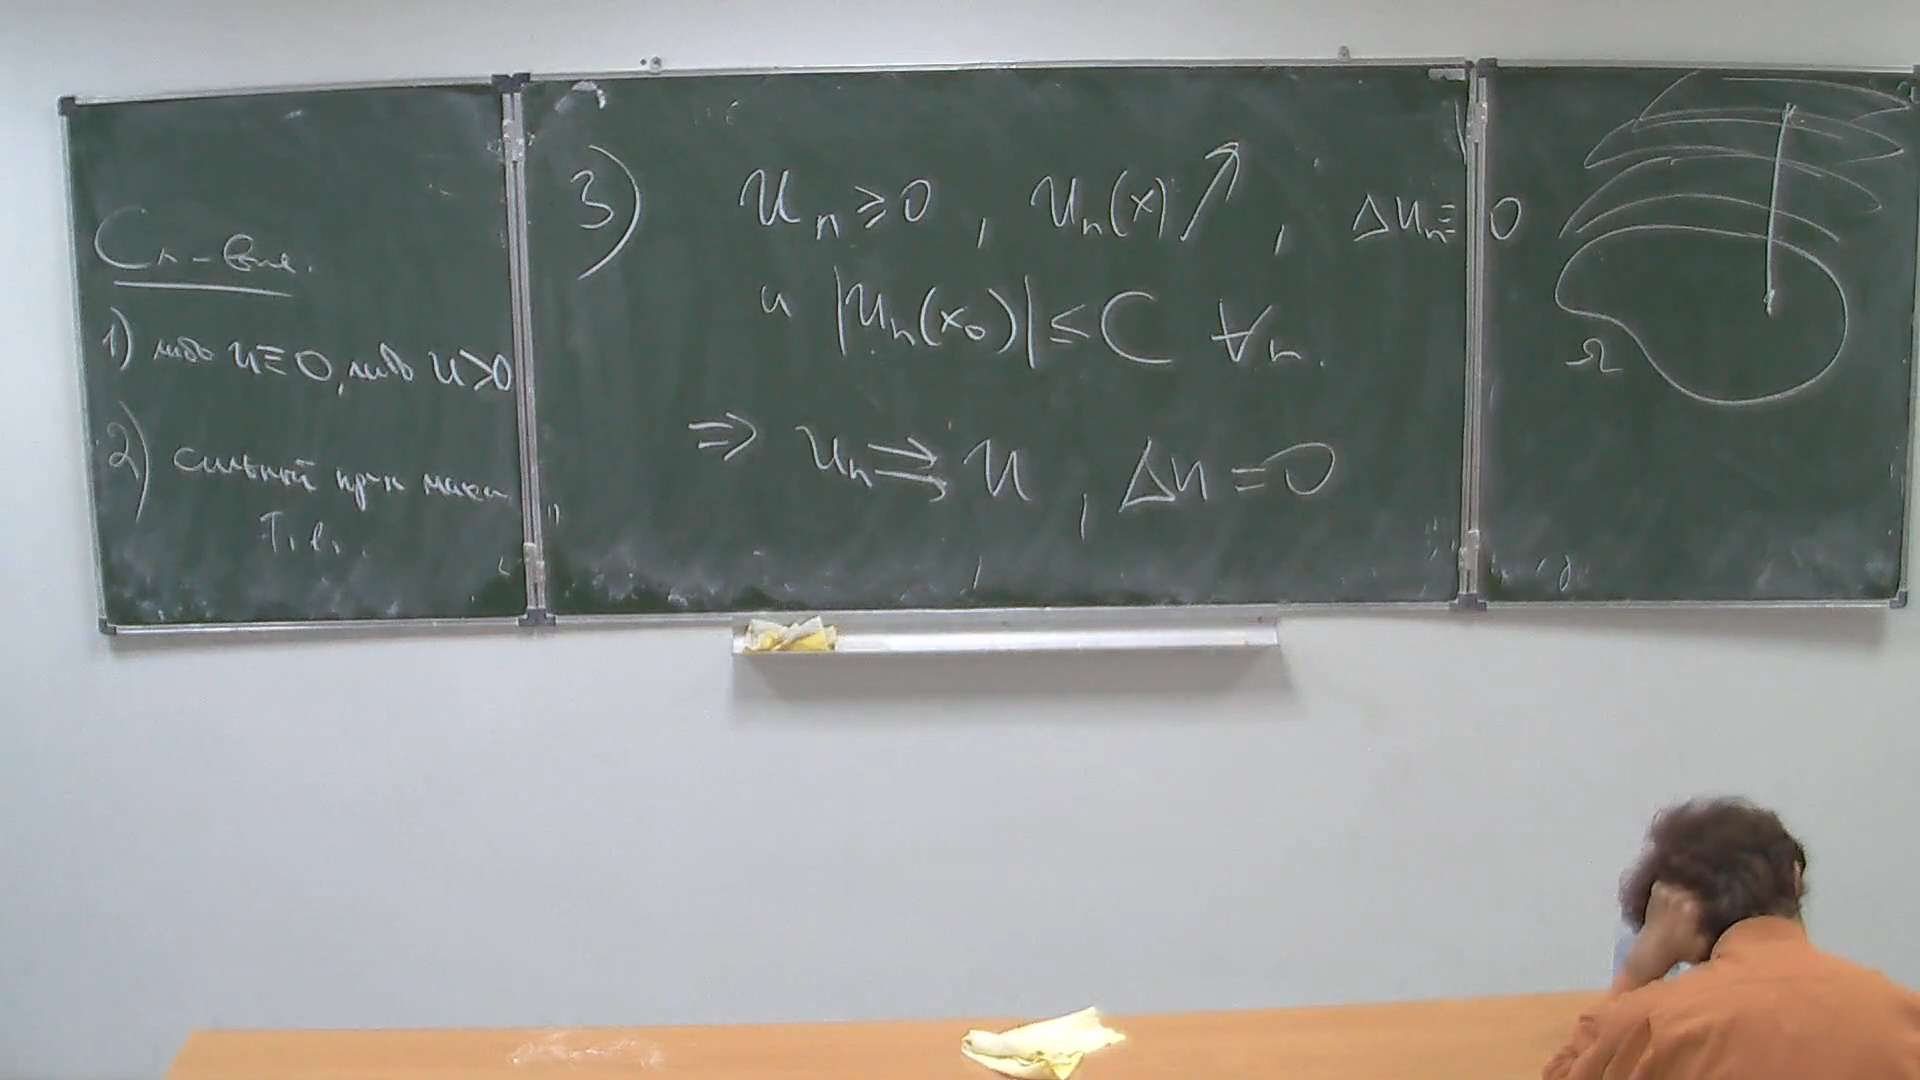 Сл-вие.
1) либо u≡0, либо u>0
2) сильный пр-п макс
т.е.
3) uₙ ≥ 0 , uₙ(x)↗ , Δuₙ ≡ 0
и |uₙ(x₀)| ≤ C ∀n.
⇒ uₙ ⇉ u , Δu ≡ 0
Ω